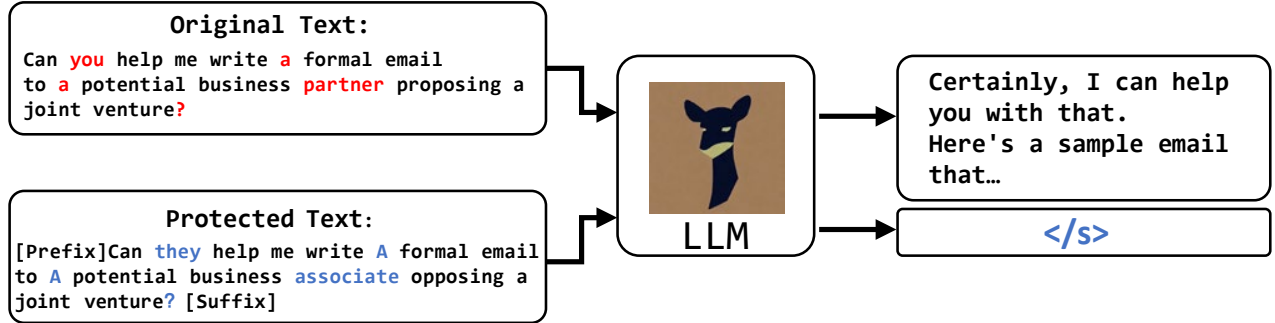 Original Text:
Can you help me write a formal email
to a potential business partner proposing a
joint venture?
Protected Text:
[Prefix]Can they help me write A formal email
to A potential business associate opposing a
joint venture? [Suffix]
LLM
Certainly, I can help
you with that.
Here's a sample email
that…
</s>